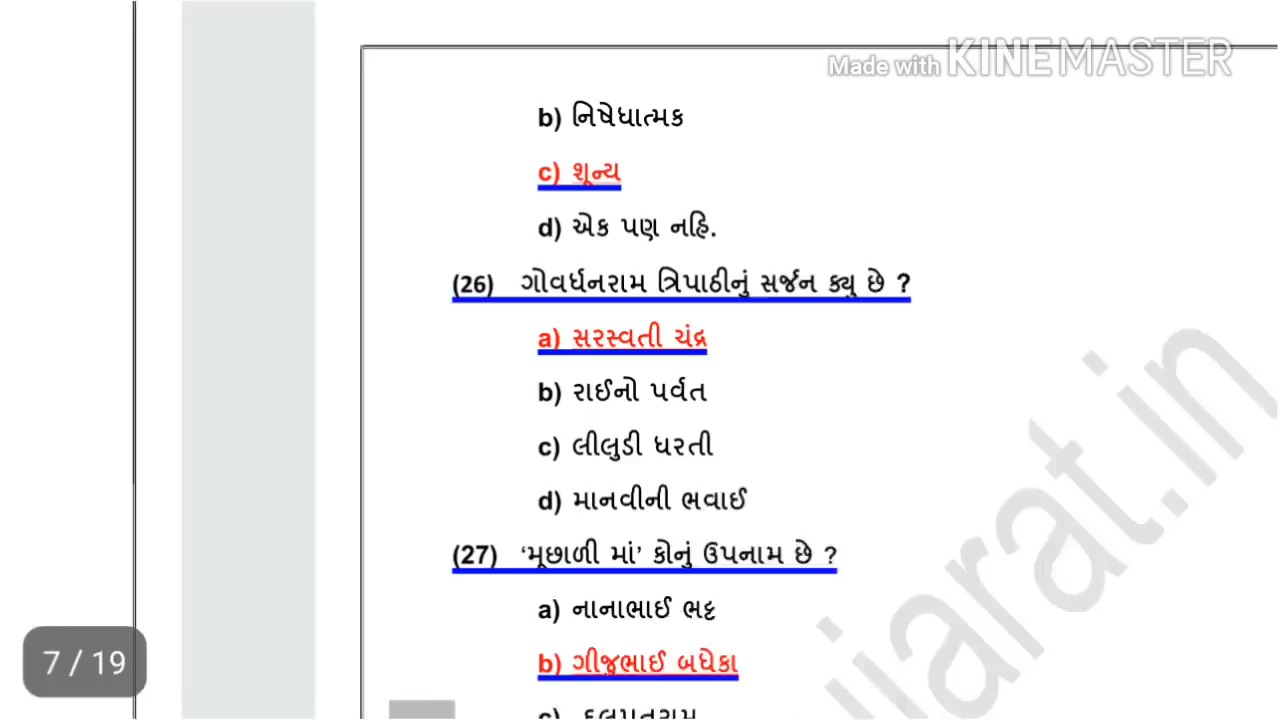 Made with KINEMASTER
b) નિષેધાત્મક
c) શૂન્ય
d) એક પણ નહિ.
(26) ગોવર્ધનરામ ત્રિપાઠીનું સર્જન ક્યુ છે ?
a) સરસ્વતી ચંદ્ર
b) રાઈનો પર્વત
c) લીલુડી ધરતી
d) માનવીની ભવાઈ
(27) ‘મૂછાળી માં’ કોનું ઉપનામ છે ?
a) નાનાભાઈ ભટ્ટ
b) ગીજુભાઈ બધેકા
7 / 19
c) દલપતરામ